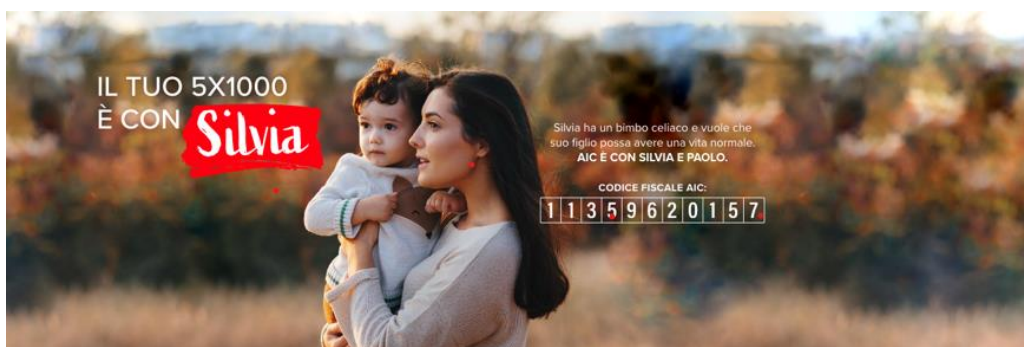 IL TUO 5X1000
È CON Silvia
Silvia ha un bimbo celiaco e vuole che
suo figlio possa avere una vita normale.
AIC È CON SILVIA E PAOLO.
CODICE FISCALE AIC:
11359620157